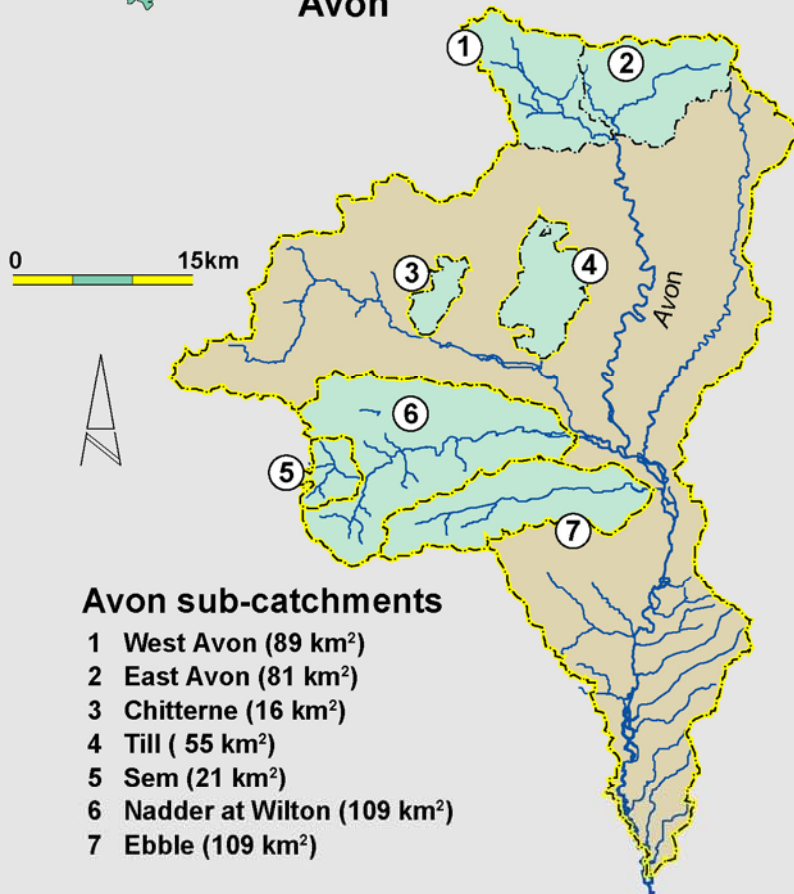 Avon
1
2
0 15km
3
4
Avon
6
5
7
Avon sub-catchments
1 West Avon (89 km²)
2 East Avon (81 km²)
3 Chitterne (16 km²)
4 Till ( 55 km²)
5 Sem (21 km²)
6 Nadder at Wilton (109 km²)
7 Ebble (109 km²)